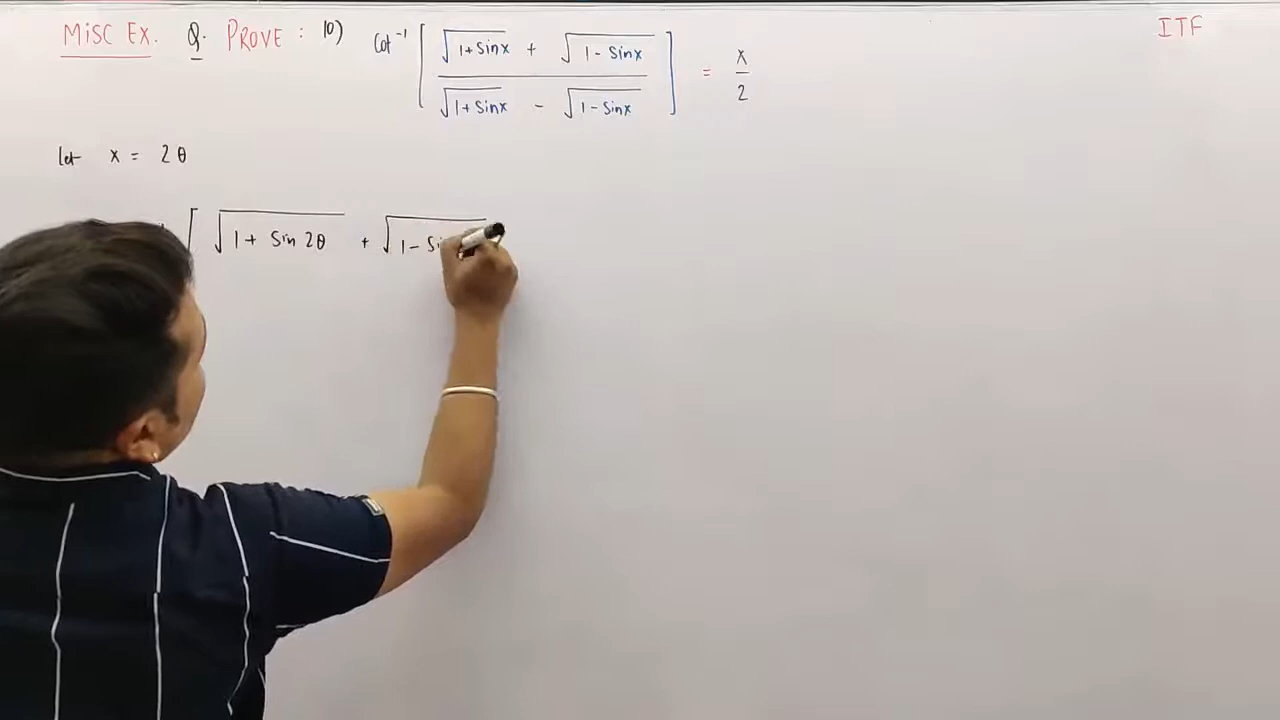 MISC EX. Q. PROVE : 10) Cot⁻¹ [ (√(1+Sinx) + √(1-Sinx)) / (√(1+Sinx) - √(1-Sinx)) ] = x/2
ITF
let x = 2θ
[ √(1+ Sin 2θ) + √(1-